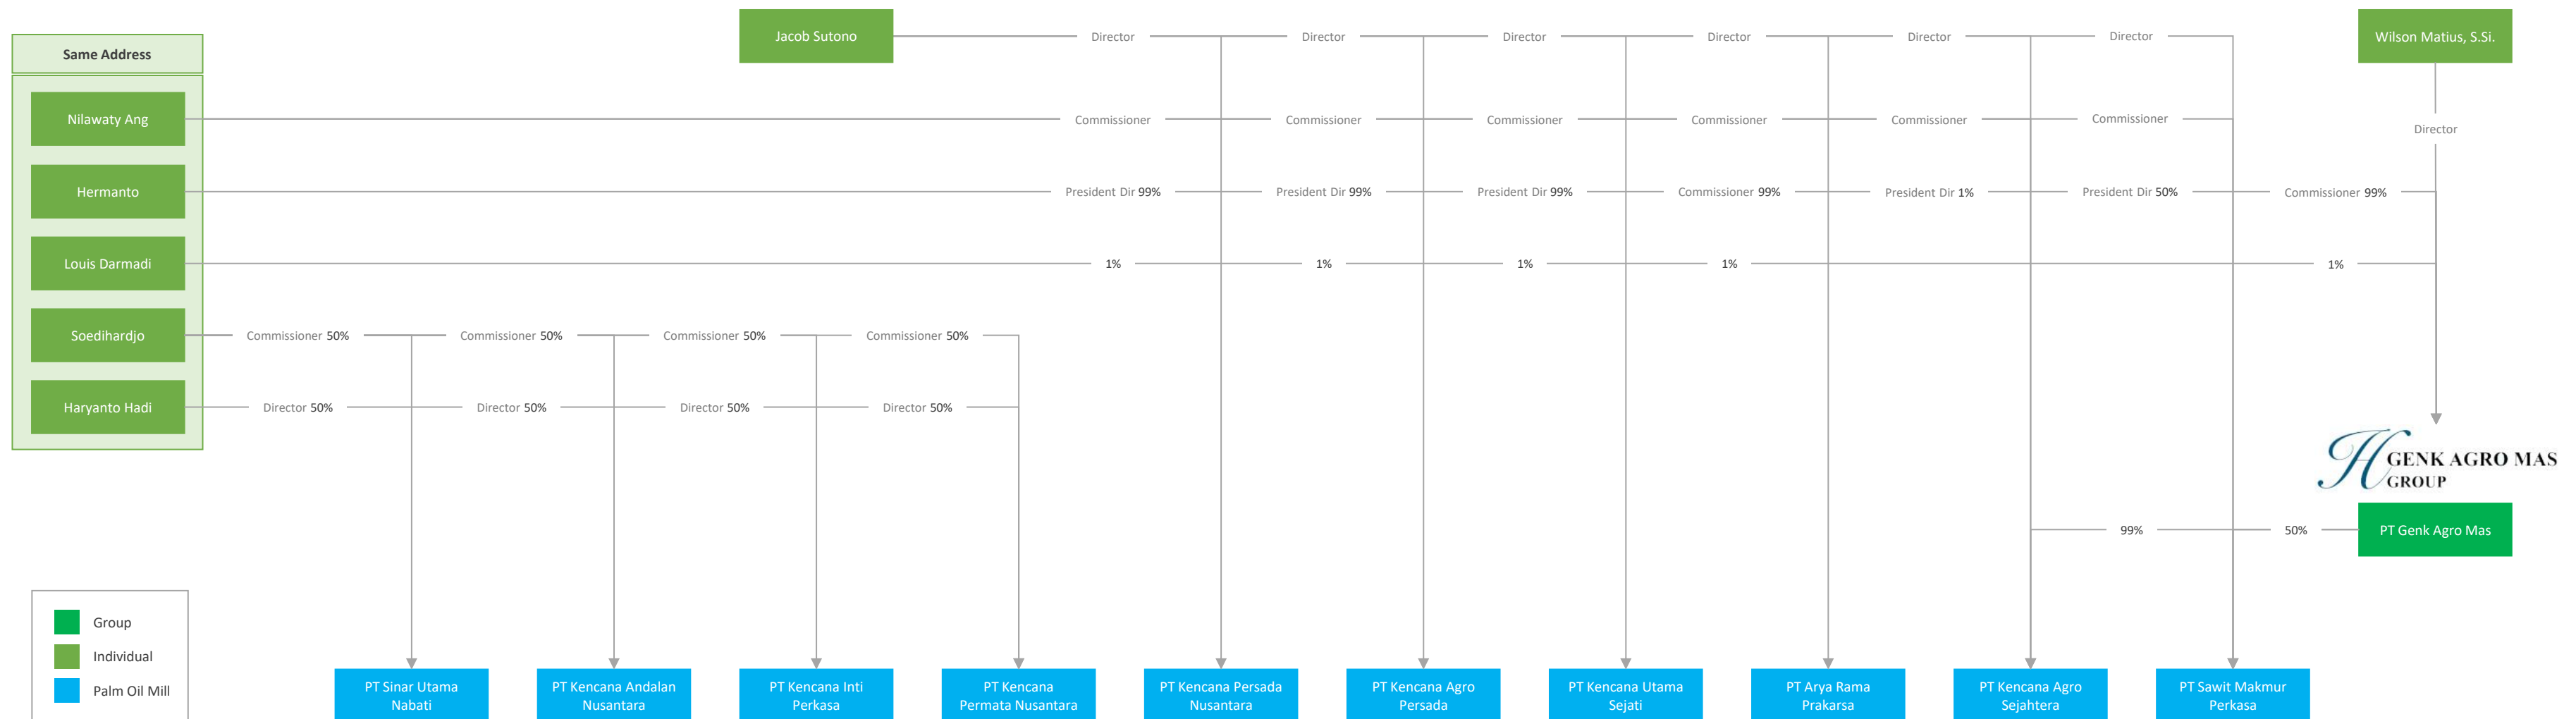 Jacob Sutono
Director
Director
Director
Director
Director
Director
Wilson Matius, S.Si.
Same Address
Nilawaty Ang
Commissioner
Commissioner
Commissioner
Commissioner
Commissioner
Commissioner
Director
Hermanto
President Dir 99%
President Dir 99%
President Dir 99%
Commissioner 99%
President Dir 1%
President Dir 50%
Commissioner 99%
Louis Darmadi
1%
1%
1%
1%
1%
Soedihardjo
Commissioner 50%
Commissioner 50%
Commissioner 50%
Commissioner 50%
Haryanto Hadi
Director 50%
Director 50%
Director 50%
Director 50%
H GENK AGRO MAS
GROUP
99%
50%
PT Genk Agro Mas
Group
Individual
Palm Oil Mill
PT Sinar Utama
Nabati
PT Kencana Andalan
Nusantara
PT Kencana Inti
Perkasa
PT Kencana
Permata Nusantara
PT Kencana Persada
Nusantara
PT Kencana Agro
Persada
PT Kencana Utama
Sejati
PT Arya Rama
Prakarsa
PT Kencana Agro
Sejahtera
PT Sawit Makmur
Perkasa